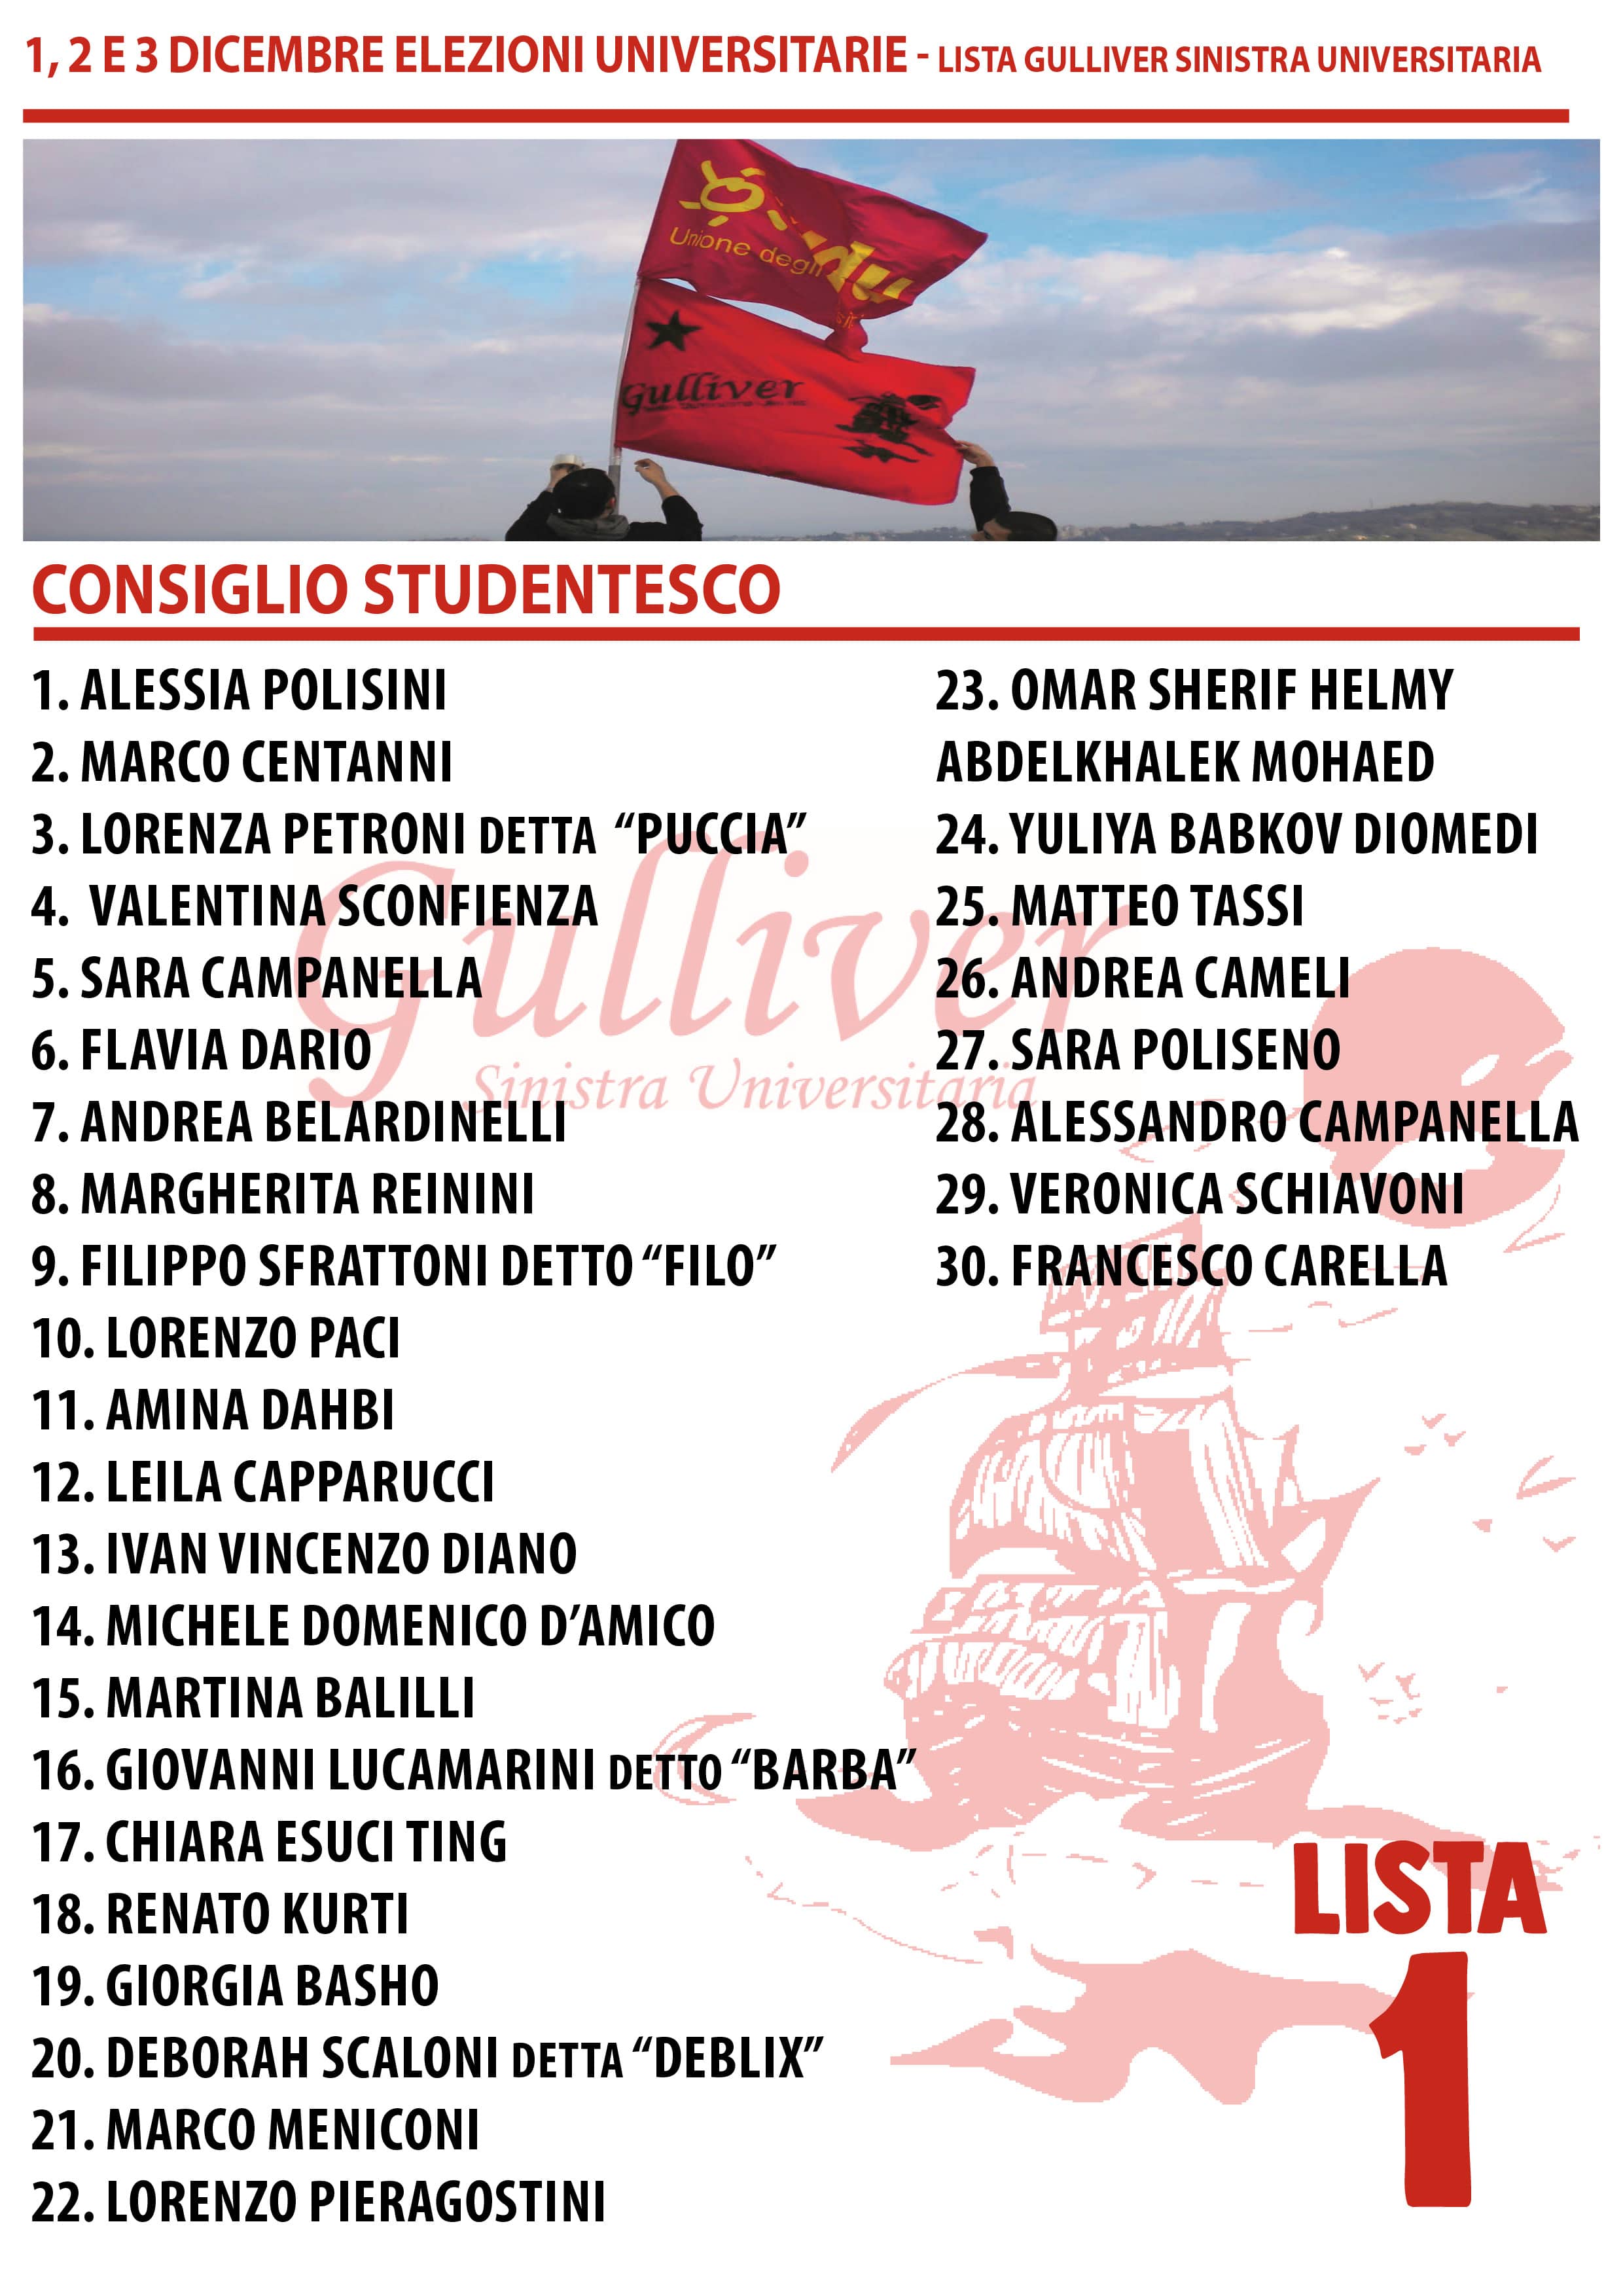 1, 2 E 3 DICEMBRE ELEZIONI UNIVERSITARIE - LISTA GULLIVER SINISTRA UNIVERSITARIA
Unione degli
udu
Gulliver
CONSIGLIO STUDENTESCO
1. ALESSIA POLISINI
2. MARCO CENTANNI
3. LORENZA PETRONI DETTA “PUCCIA”
4. VALENTINA SCONFIENZA
5. SARA CAMPANELLA
6. FLAVIA DARIO
7. ANDREA BELARDINELLI
8. MARGHERITA REININI
9. FILIPPO SFRATTONI DETTO “FILO”
10. LORENZO PACI
11. AMINA DAHBI
12. LEILA CAPPARUCCI
13. IVAN VINCENZO DIANO
14. MICHELE DOMENICO D’AMICO
15. MARTINA BALILLI
16. GIOVANNI LUCAMARINI DETTO “BARBA”
17. CHIARA ESUCI TING
18. RENATO KURTI
19. GIORGIA BASHO
20. DEBORAH SCALONI DETTA “DEBLIX”
21. MARCO MENICONI
22. LORENZO PIERAGOSTINI
23. OMAR SHERIF HELMY
ABDELKHALEK MOHAED
24. YULIYA BABKOV DIOMEDI
25. MATTEO TASSI
26. ANDREA CAMELI
27. SARA POLISENO
28. ALESSANDRO CAMPANELLA
29. VERONICA SCHIAVONI
30. FRANCESCO CARELLA
Gulliver
Sinistra Universitaria
LISTA
1